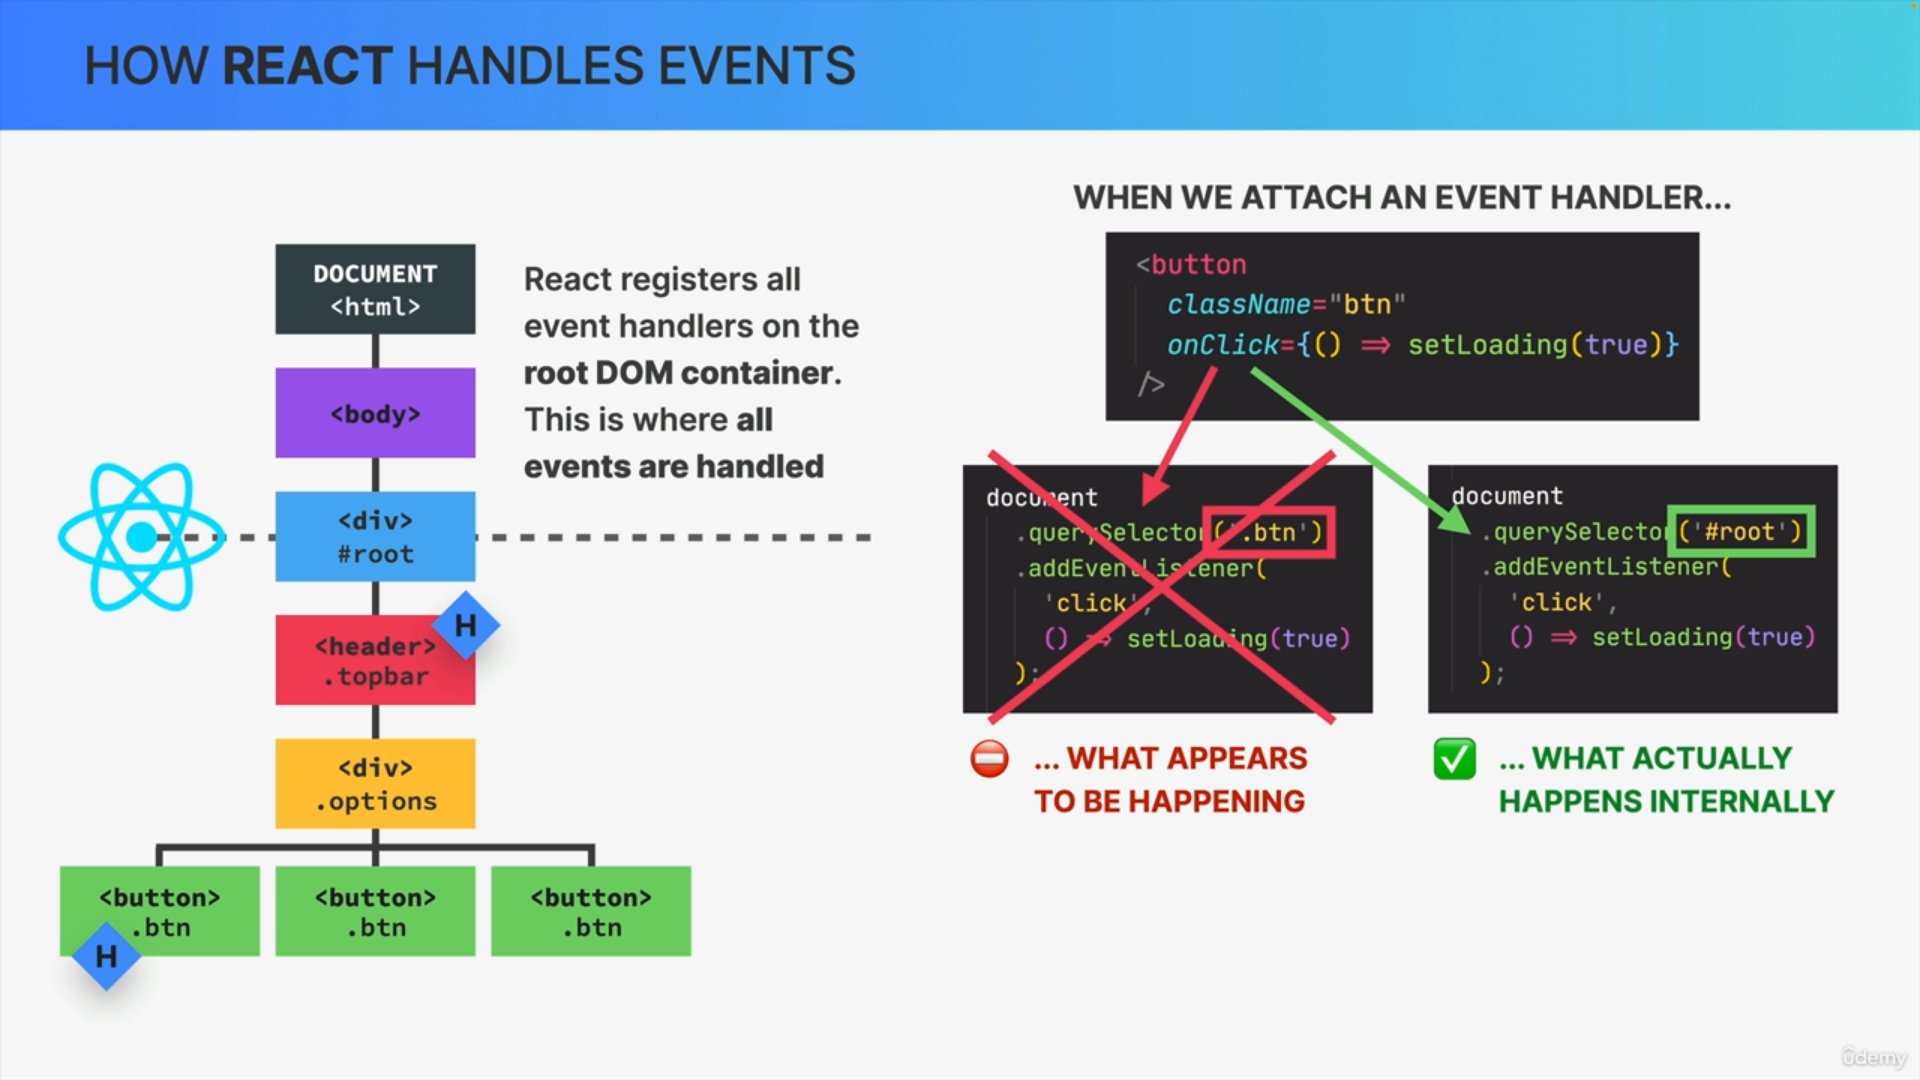 HOW REACT HANDLES EVENTS
DOCUMENT
<html>
<body>
<div>
#root
<header>
.topbar
H
<div>
.options
<button>
.btn
H
<button>
.btn
<button>
.btn
React registers all
event handlers on the
root DOM container.
This is where all
events are handled
WHEN WE ATTACH AN EVENT HANDLER...
<button
className="btn"
onClick={() => setLoading(true)}
/>
document
.querySelector('.btn')
.addEventListener(
'click',
() => setLoading(true)
);
... WHAT APPEARS
TO BE HAPPENING
document
.querySelector('#root')
.addEventListener(
'click',
() => setLoading(true)
);
... WHAT ACTUALLY
HAPPENS INTERNALLY
ûdemy